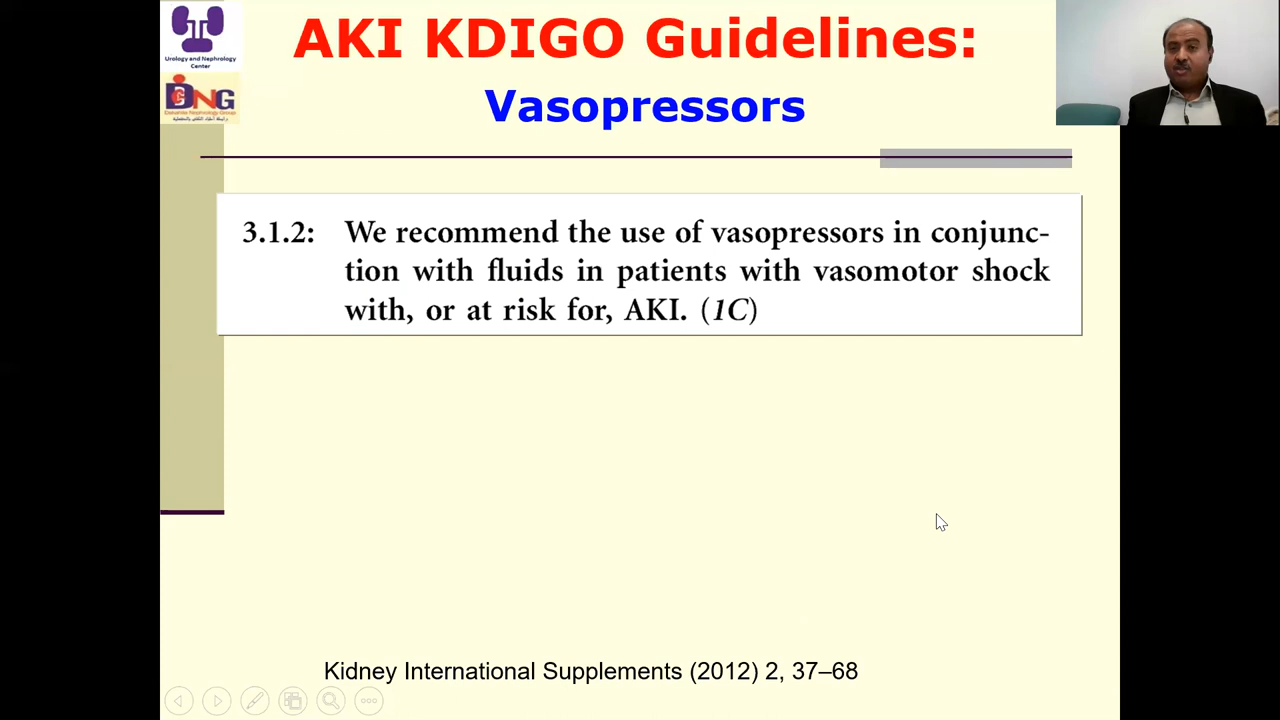 Urology and Nephrology
Center
AKI KDIGO Guidelines:
DNG
Vasopressors
3.1.2: We recommend the use of vasopressors in conjunc-
tion with fluids in patients with vasomotor shock
with, or at risk for, AKI. (1C)
Kidney International Supplements (2012) 2, 37–68